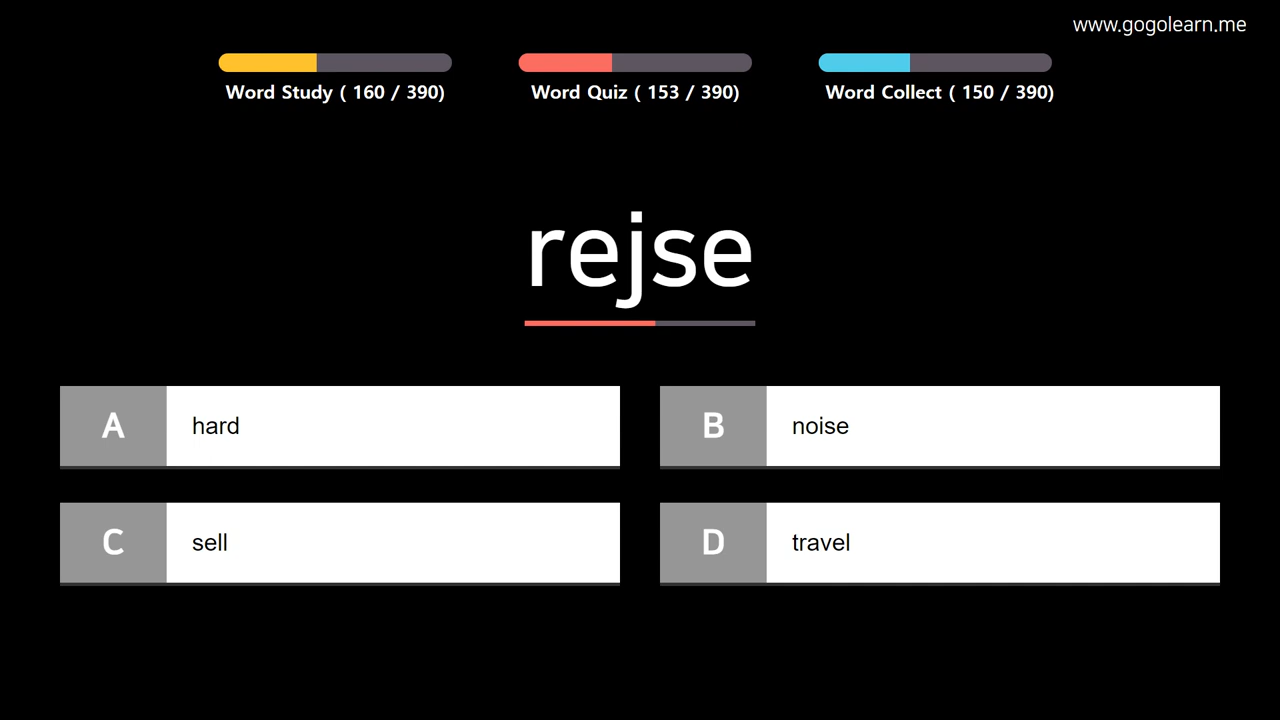 www.gogolearn.me
Word Study ( 160 / 390)
Word Quiz ( 153 / 390)
Word Collect ( 150 / 390)
rejse
A hard
B noise
C sell
D travel